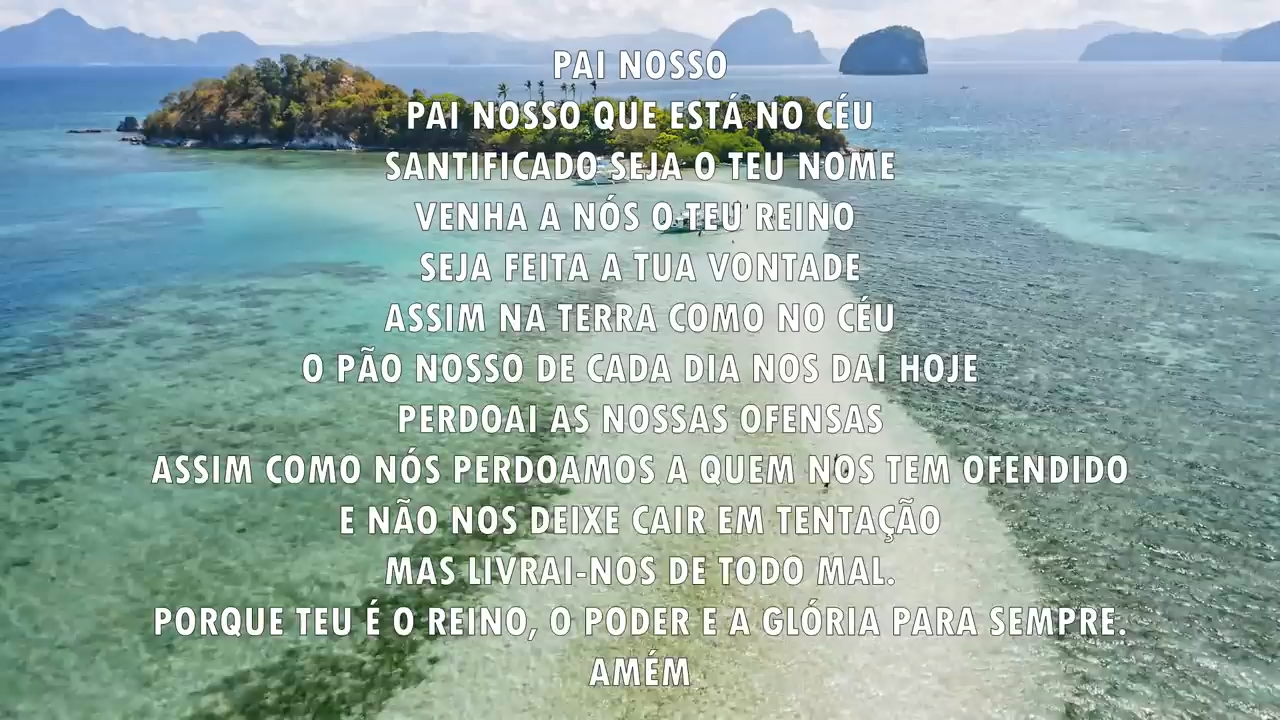 PAI NOSSO
PAI NOSSO QUE ESTÁ NO CÉU
SANTIFICADO SEJA O TEU NOME
VENHA A NÓS O TEU REINO
SEJA FEITA A TUA VONTADE
ASSIM NA TERRA COMO NO CÉU
O PÃO NOSSO DE CADA DIA NOS DAI HOJE
PERDOAI AS NOSSAS OFENSAS
ASSIM COMO NÓS PERDOAMOS A QUEM NOS TEM OFENDIDO
E NÃO NOS DEIXE CAIR EM TENTAÇÃO
MAS LIVRAI-NOS DE TODO MAL.
PORQUE TEU É O REINO, O PODER E A GLÓRIA PARA SEMPRE.
AMÉM